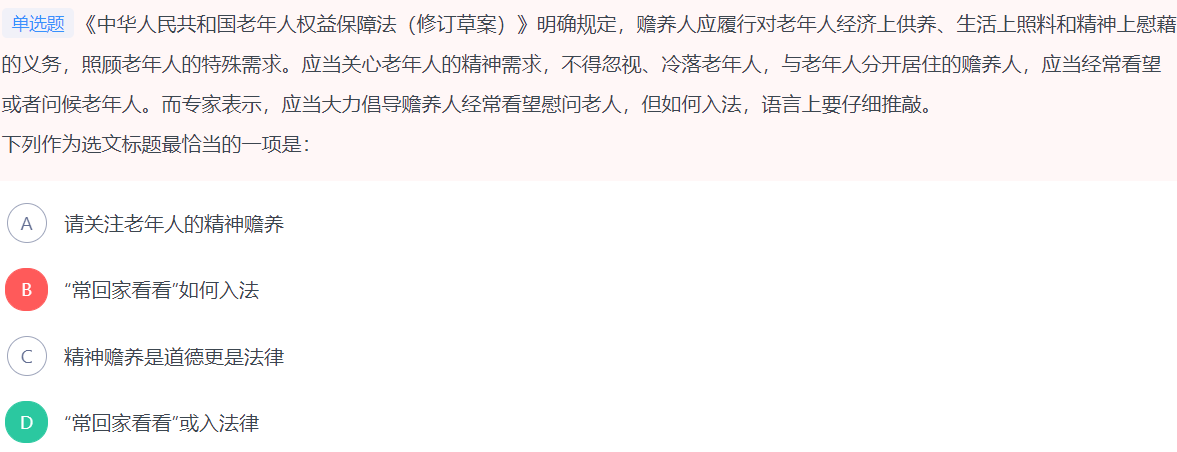 单选题 《中华人民共和国老年人权益保障法（修订草案）》明确规定，赡养人应履行对老年人经济上供养、生活上照料和精神上慰藉
的义务，照顾老年人的特殊需求。应当关心老年人的精神需求，不得忽视、冷落老年人，与老年人分开居住的赡养人，应当经常看望
或者问候老年人。而专家表示，应当大力倡导赡养人经常看望慰问老人，但如何入法，语言上要仔细推敲。
下列作为选文标题最恰当的一项是：
A 请关注老年人的精神赡养
B “常回家看看”如何入法
C 精神赡养是道德更是法律
D “常回家看看”或入法律